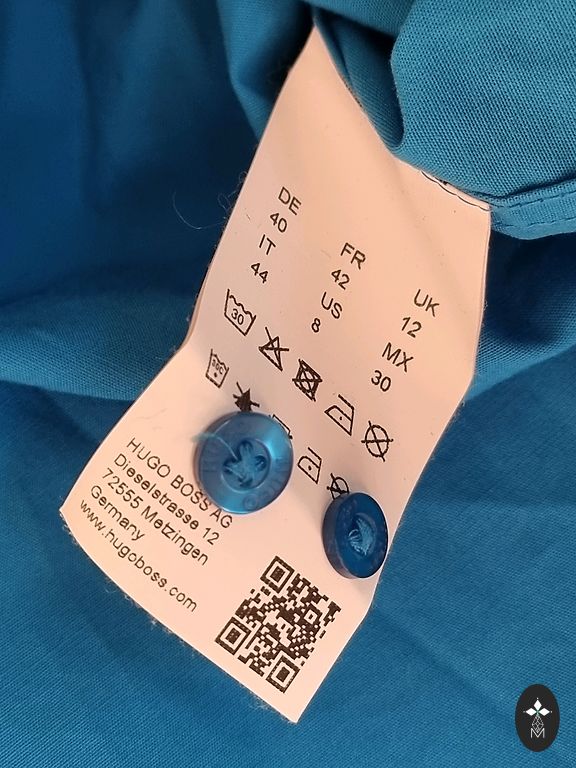 DE FR UK
40 42 12
IT US MX
44 8 30
30
HUGO BOSS AG
Dieselstrasse 12
72555 Metzingen
Germany
www.hugoboss.com
M